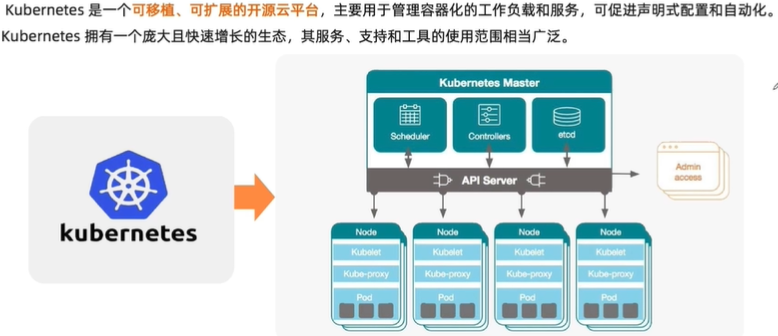 Kubernetes 是一个可移植、可扩展的开源云平台，主要用于管理容器化的工作负载和服务，可促进声明式配置和自动化。
Kubernetes 拥有一个庞大且快速增长的生态，其服务、支持和工具的使用范围相当广泛。
kubernetes
Kubernetes Master
Scheduler Controllers etcd
API Server
Admin
access
Node Node Node Node
Kubelet Kubelet Kubelet Kubelet
Kube-proxy Kube-proxy Kube-proxy Kube-proxy
Pod Pod Pod Pod